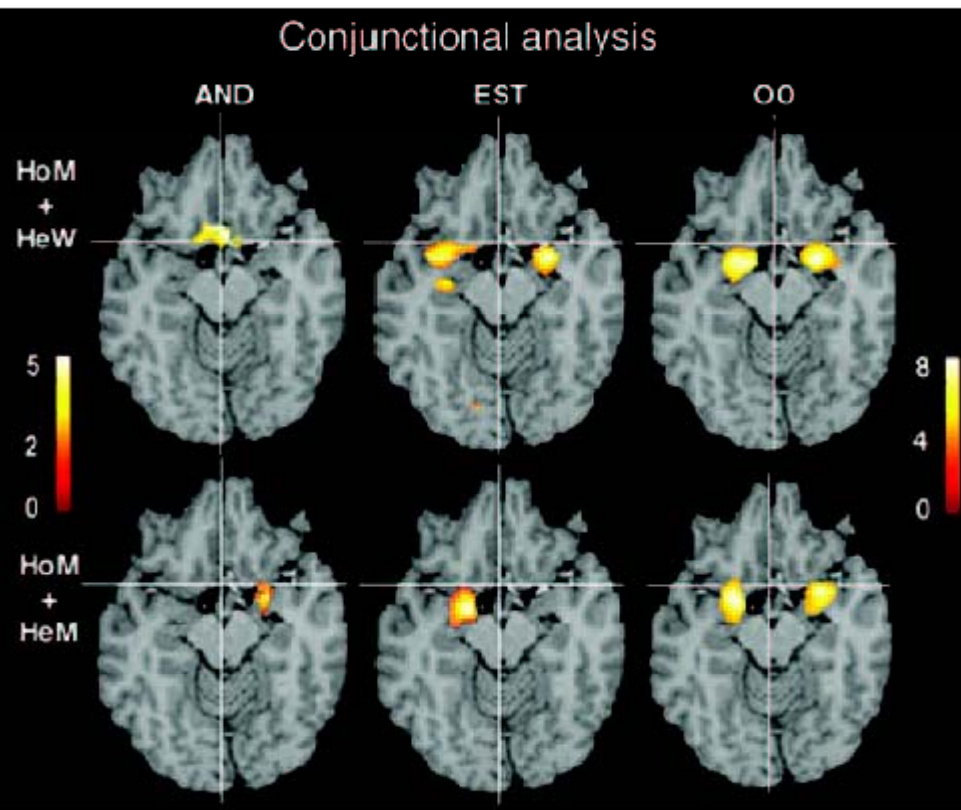 Conjunctional analysis
AND EST OO
HoM
+
HeW
5
2
0
8
4
0
HoM
+
HeM